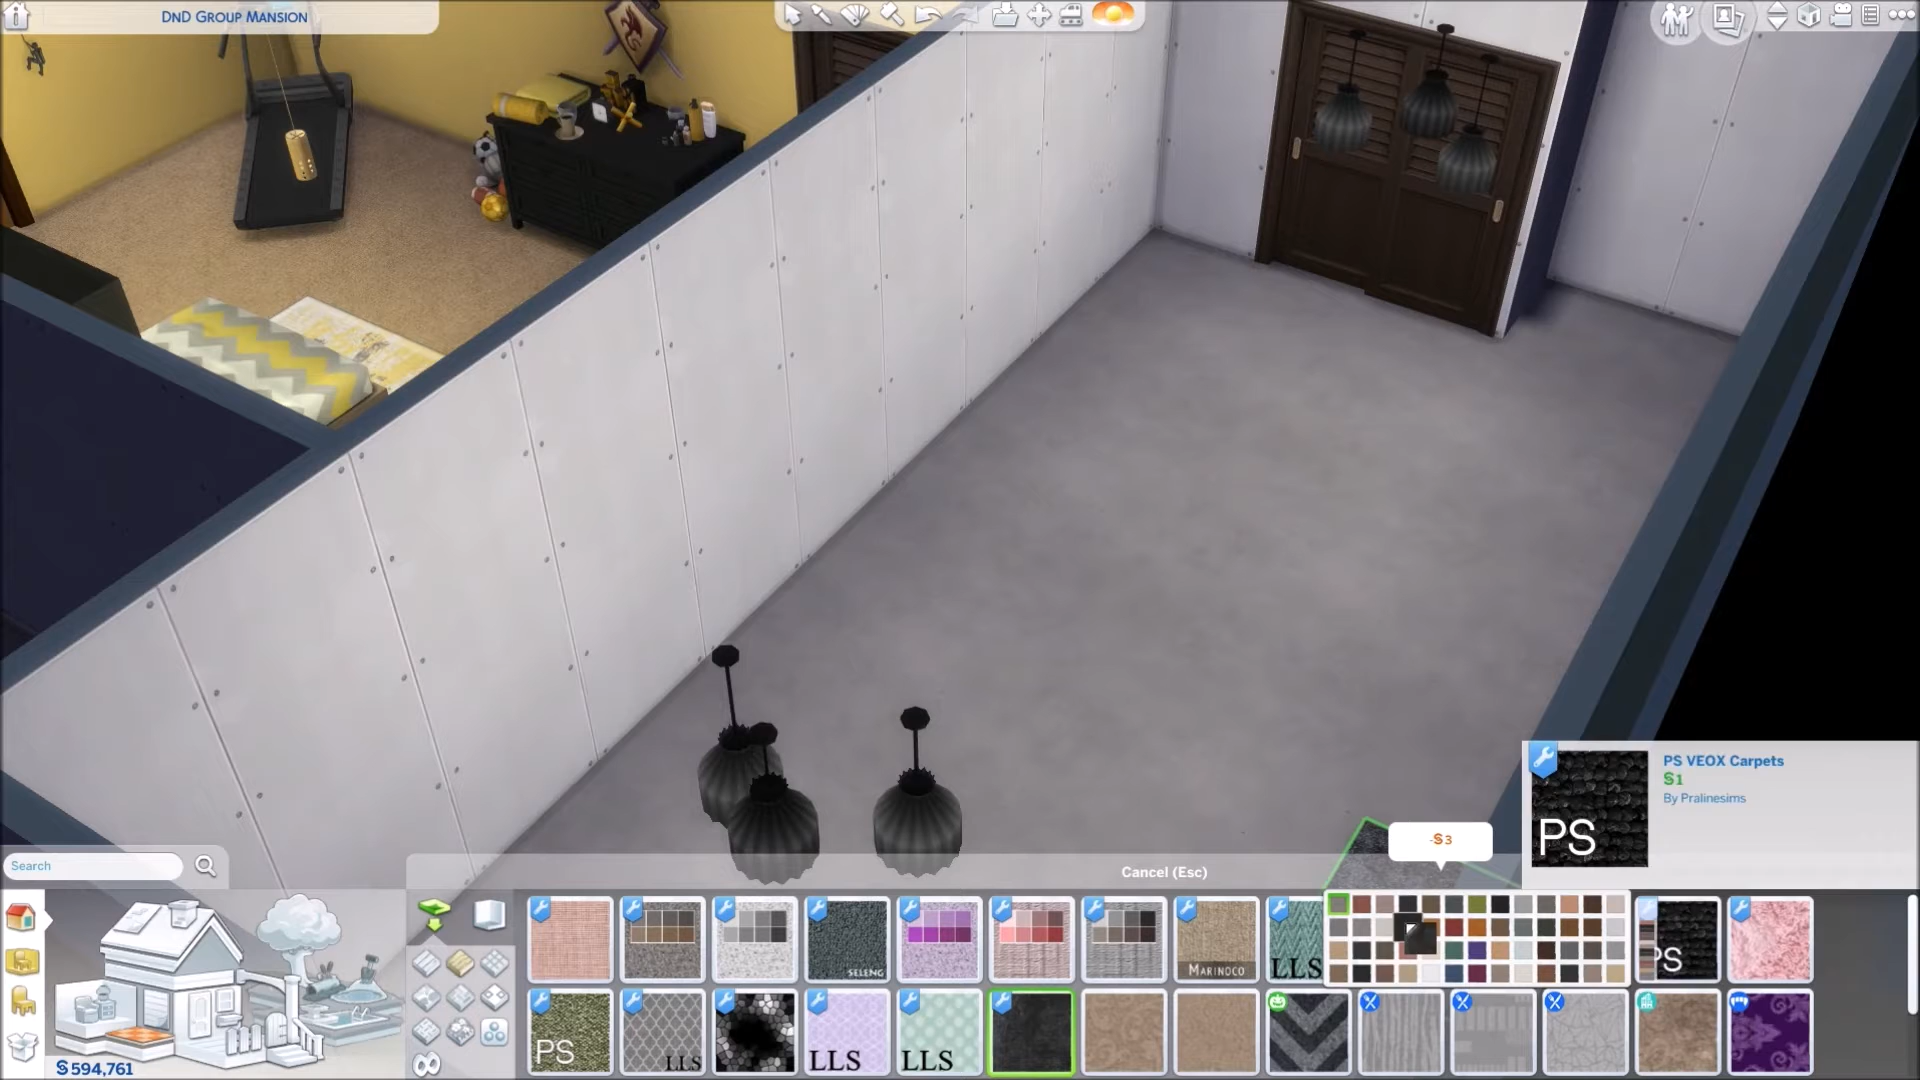 DnD Group Mansion
PS VEOX Carpets
§1
By Pralinesims
PS
-§3
Search
Cancel (Esc)
SELENG
MARINOCO
LLS
PS
PS
LLS
LLS
LLS
§594,761